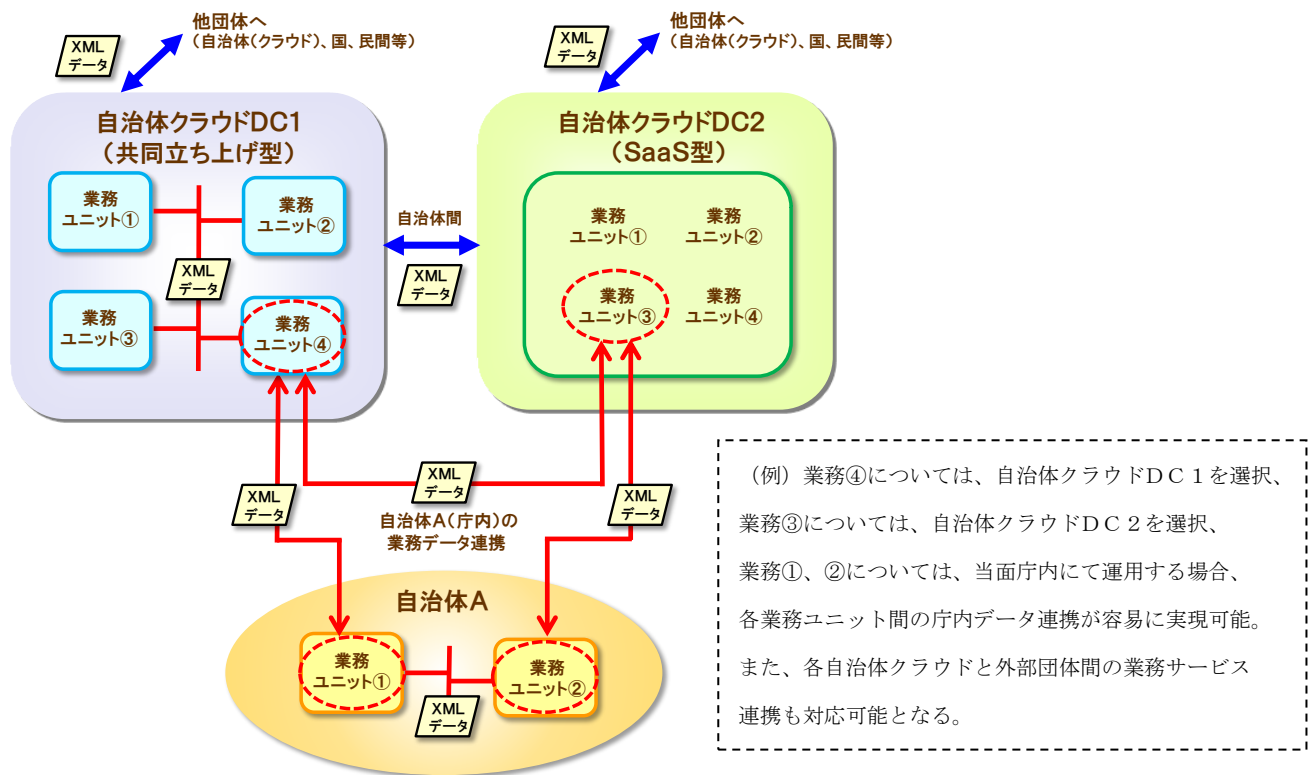 他団体へ
(自治体(クラウド)、国、民間等)
XML
データ
他団体へ
(自治体(クラウド)、国、民間等)
XML
データ
自治体クラウドDC1
(共同立ち上げ型)
業務
ユニット①
業務
ユニット②
XML
データ
業務
ユニット③
業務
ユニット④
自治体間
XML
データ
自治体クラウドDC2
(SaaS型)
業務
ユニット①
業務
ユニット②
業務
ユニット③
業務
ユニット④
XML
データ
XML
データ
XML
データ
自治体A(庁内)の
業務データ連携
自治体A
業務
ユニット①
業務
ユニット②
XML
データ
(例)業務④については、自治体クラウドDC1を選択、
業務③については、自治体クラウドDC2を選択、
業務①、②については、当面庁内にて運用する場合、
各業務ユニット間の庁内データ連携が容易に実現可能。
また、各自治体クラウドと外部団体間の業務サービス
連携も対応可能となる。